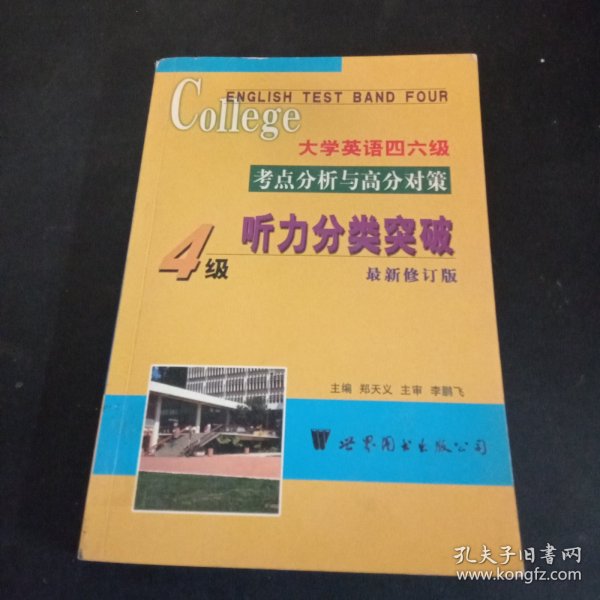 ENGLISH TEST BAND FOUR
College
大学英语四六级
考点分析与高分对策
听力分类突破
4级
最新修订版
主编 郑天义 主审 李鹏飞
世界图书出版公司
孔夫子旧书网
www.kongfz.com